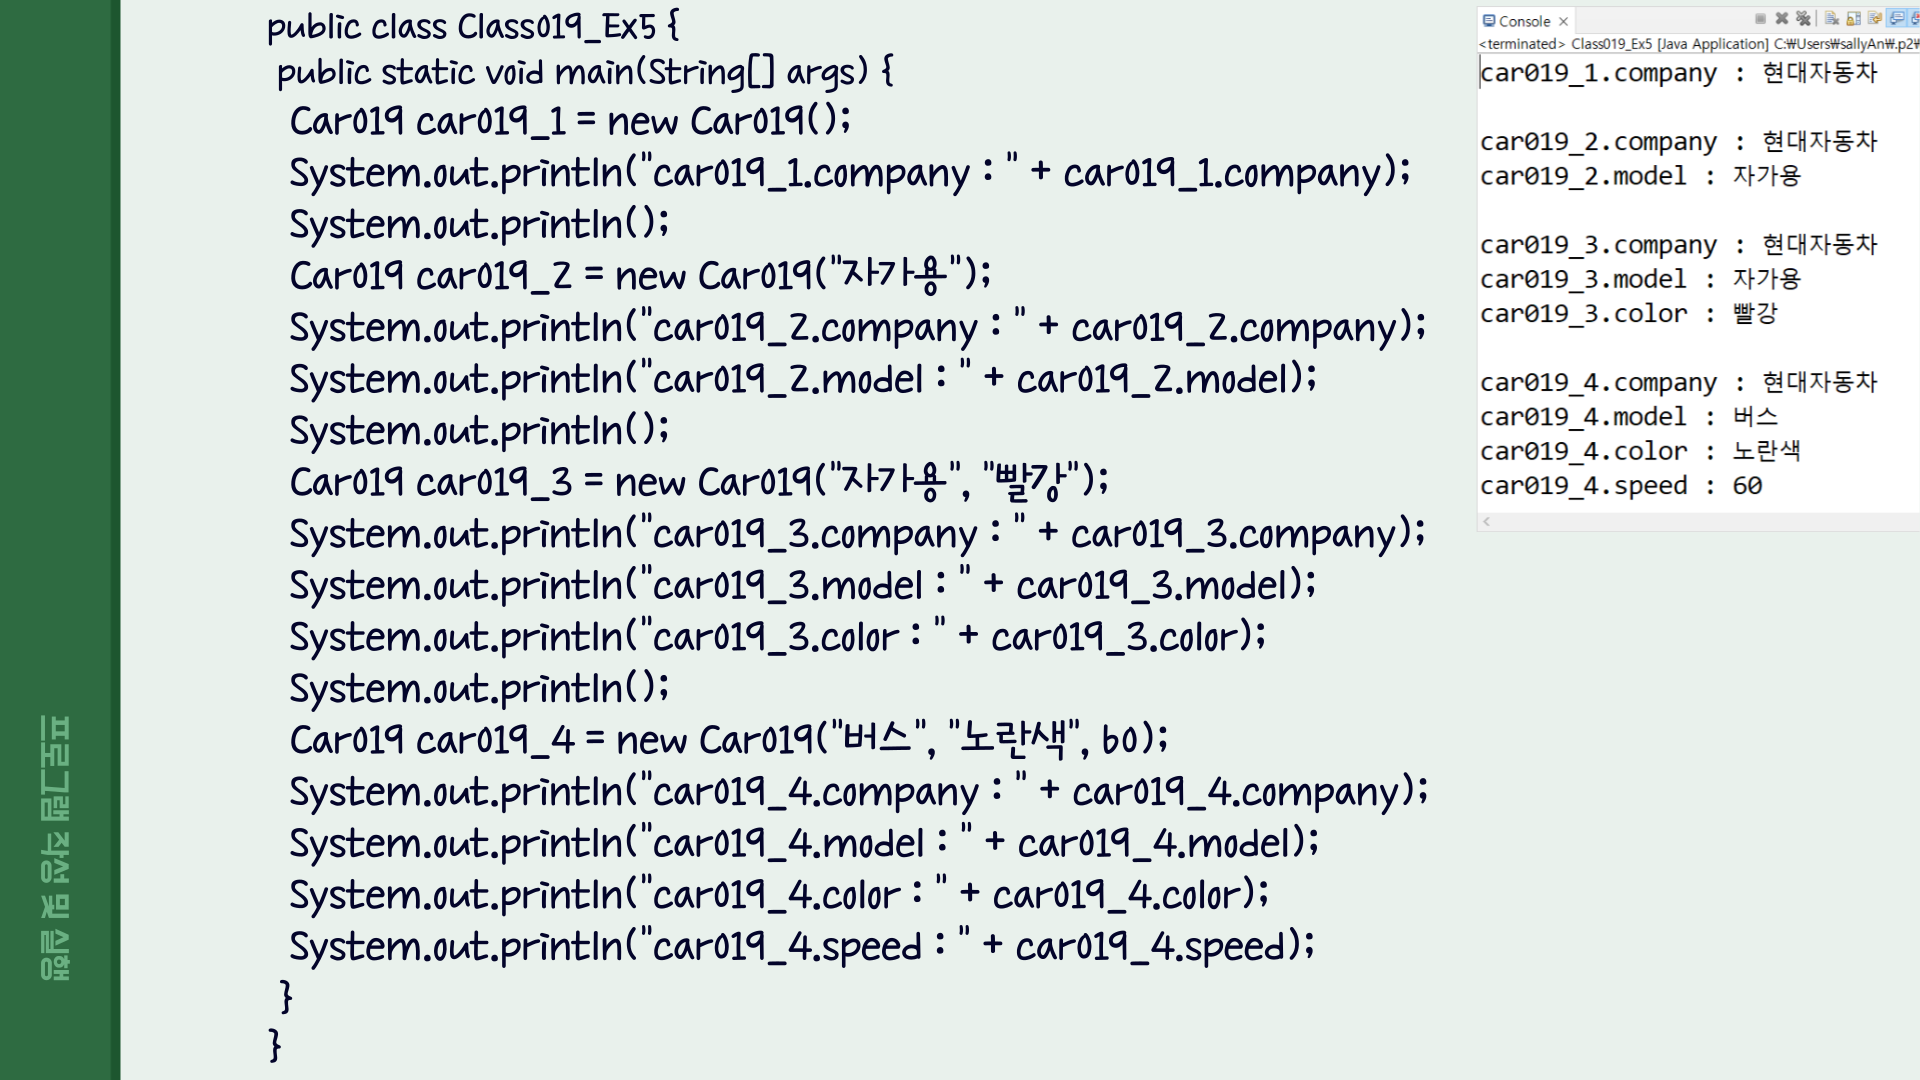 public class Class019_Ex5 {
public static void main(String[] args) {
Car019 car019_1 = new Car019();
System.out.println("car019_1.company : " + car019_1.company);
System.out.println();
Car019 car019_2 = new Car019("자가용");
System.out.println("car019_2.company : " + car019_2.company);
System.out.println("car019_2.model : " + car019_2.model);
System.out.println();
Car019 car019_3 = new Car019("자가용", "빨강");
System.out.println("car019_3.company : " + car019_3.company);
System.out.println("car019_3.model : " + car019_3.model);
System.out.println("car019_3.color : " + car019_3.color);
System.out.println();
Car019 car019_4 = new Car019("버스", "노란색", 60);
System.out.println("car019_4.company : " + car019_4.company);
System.out.println("car019_4.model : " + car019_4.model);
System.out.println("car019_4.color : " + car019_4.color);
System.out.println("car019_4.speed : " + car019_4.speed);
}
}
Console
<terminated> Class019_Ex5 [Java Application] C:₩Users₩sallyAn₩.p2₩
car019_1.company : 현대자동차
car019_2.company : 현대자동차
car019_2.model : 자가용
car019_3.company : 현대자동차
car019_3.model : 자가용
car019_3.color : 빨강
car019_4.company : 현대자동차
car019_4.model : 버스
car019_4.color : 노란색
car019_4.speed : 60
프로그램 작성 및 실행